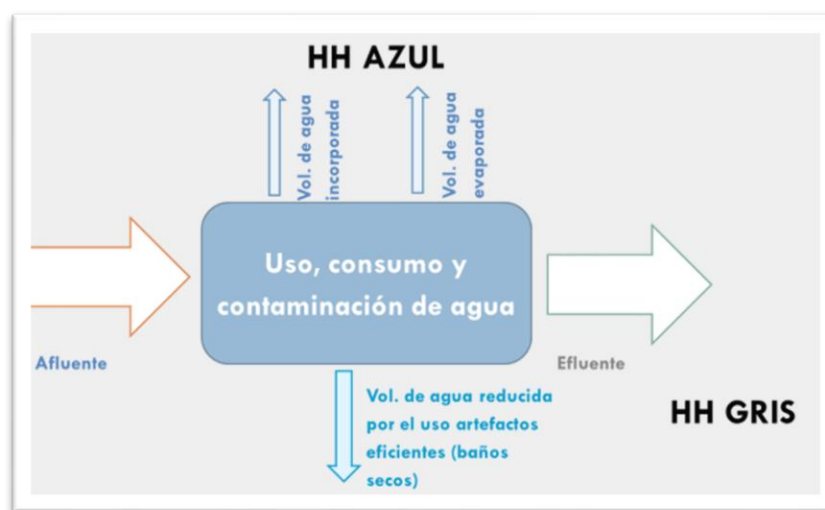 HH AZUL
Vol. de agua
incorporada
Vol. de agua
evaporada
Uso, consumo y
contaminación de agua
Afluente
Efluente
Vol. de agua reducida
por el uso artefactos
eficientes (baños
secos)
HH GRIS